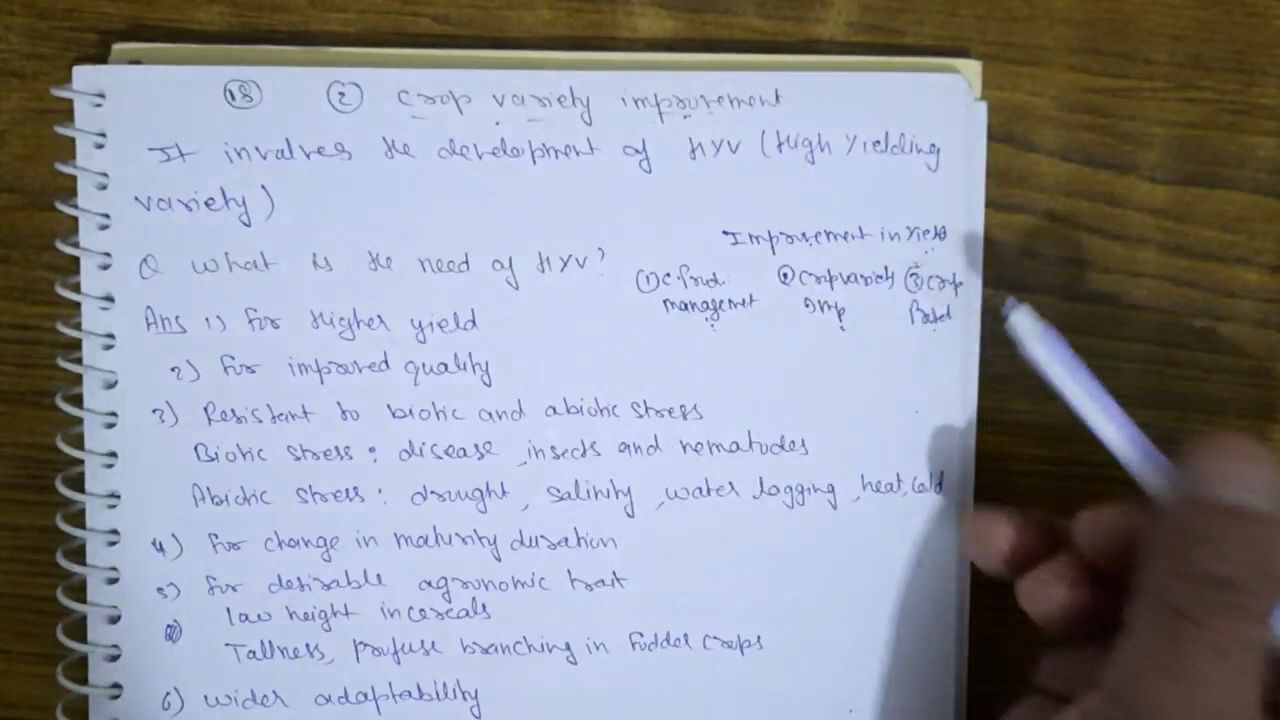 18 2 crop variety improvement
It involves the development of HYV (High Yielding
variety)
Improvement in Yield
Q What is the need of HYV?
(1) C Prod. (2) Crop variety (3) Crop
management Imp
Ans 1) For Higher yield
2) For improved quality
3) Resistant to biotic and abiotic stress
Biotic stress: disease, insects and nematodes
Abiotic stress: drought, salinity, water logging, heat, cold
4) For change in maturity duration
5) For desirable agronomic trait
low height in cereals
Tallness, profuse branching in Fodder Crops
6) Wider adaptability